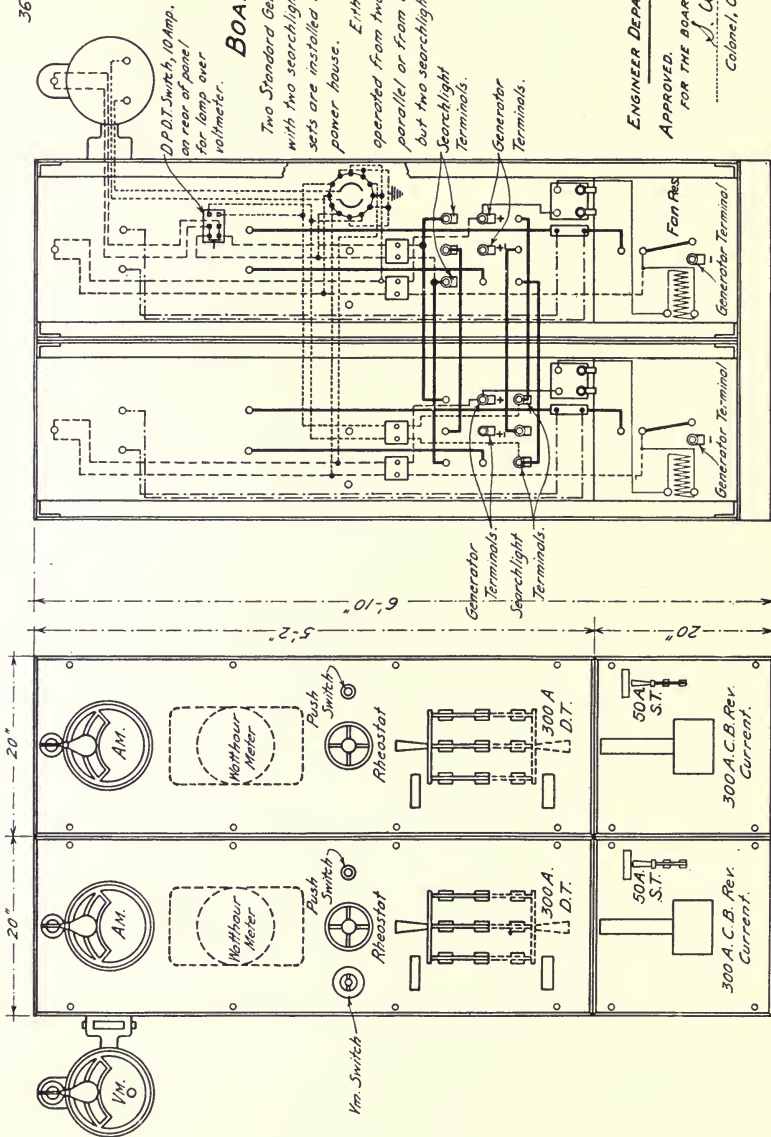 36
20"
20"
VM.
AM.
AM.
Watthour
Meter
Watthour
Meter
Push
Switch
Push
Switch
Vm. Switch
Rheostat
Rheostat
300 A.
D.T.
300 A
D.T.
50A.
S.T.
50A.
S.T.
300 A. C.B. Rev.
Current.
300 A. C.B. Rev.
Current.
5'-2"
6'-10"
20"
D.P.D.T. Switch, 10 Amp.
on rear of panel
for lamp over
voltmeter.
Searchlight
Terminals.
Generator
Terminals.
Generator
Terminals.
Searchlight
Terminals.
+
+
+
+
Fan Res.
-
-
Generator Terminal
Generator Terminal
BOA
Two Standard Ge
with two searchlig
sets are installed
power house.
Eith
operated from two
parallel or from
but two searchlig
ENGINEER DEPA
APPROVED.
FOR THE BOAR
Colonel, C